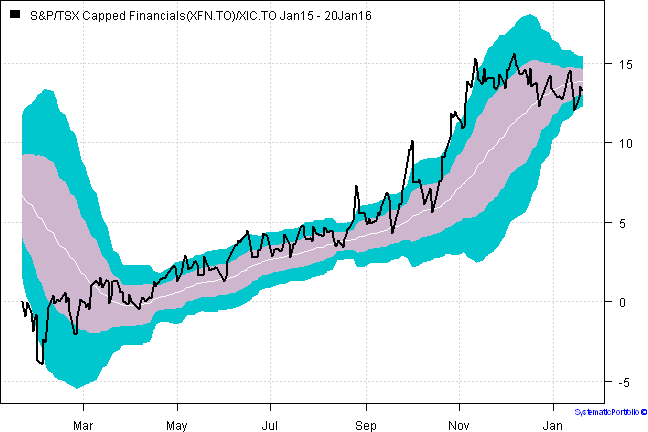 S&P/TSX Capped Financials(XFN.TO)/XIC.TO Jan15 - 20Jan16
15
10
5
0
-5
Mar May Jul Sep Nov Jan
SystematicPortfolio ©